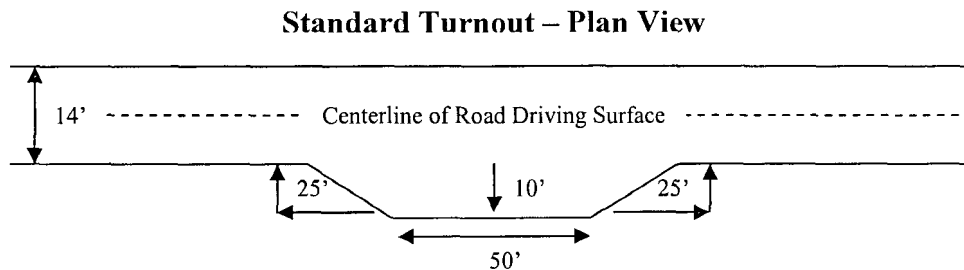 Standard Turnout – Plan View
14’
Centerline of Road Driving Surface
25’
10’
25’
50’